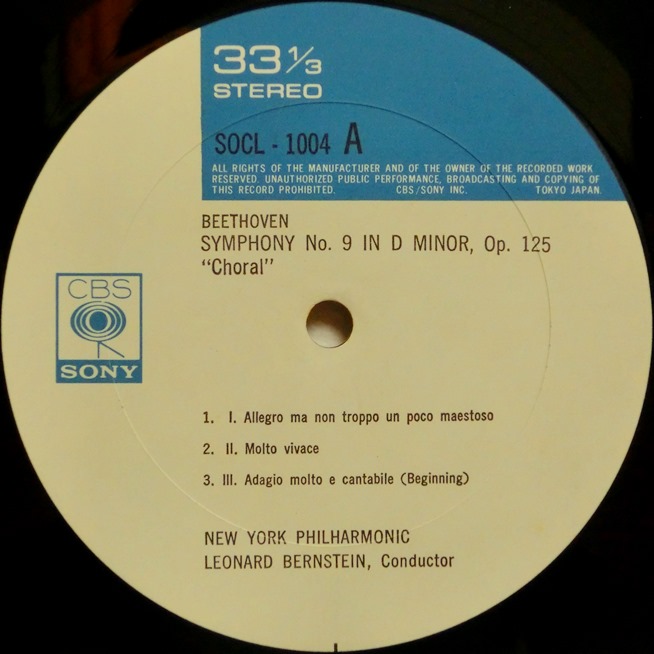 33 1/3
STEREO
SOCL - 1004 A
ALL RIGHTS OF THE MANUFACTURER AND OF THE OWNER OF THE RECORDED WORK
RESERVED. UNAUTHORIZED PUBLIC PERFORMANCE, BROADCASTING AND COPYING OF
THIS RECORD PROHIBITED. CBS/SONY INC. TOKYO JAPAN.
BEETHOVEN
SYMPHONY No. 9 IN D MINOR, Op. 125
“Choral”
CBS
SONY
1. I. Allegro ma non troppo un poco maestoso
2. II. Molto vivace
3. III. Adagio molto e cantabile (Beginning)
NEW YORK PHILHARMONIC
LEONARD BERNSTEIN, Conductor